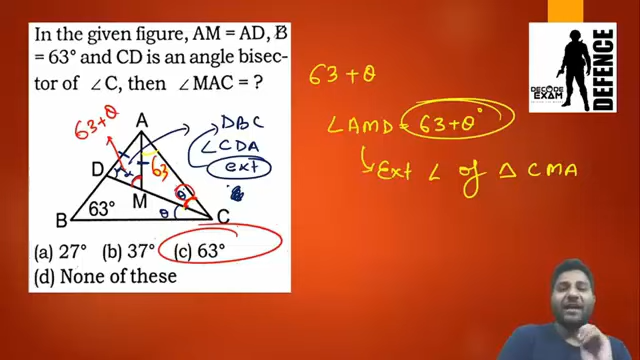 In the given figure, AM = AD, B
= 63° and CD is an angle bisec-
tor of ∠C, then ∠MAC = ?
63 + θ
DECODE
EXAM
DEFENCE
∠AMD = 63 + θ°
Ext ∠ of △ CMA
63 + θ
A
DBC
∠CDA
ext
D
63
M
θ
θ
B
63°
C
(a) 27° (b) 37° (c) 63°
(d) None of these